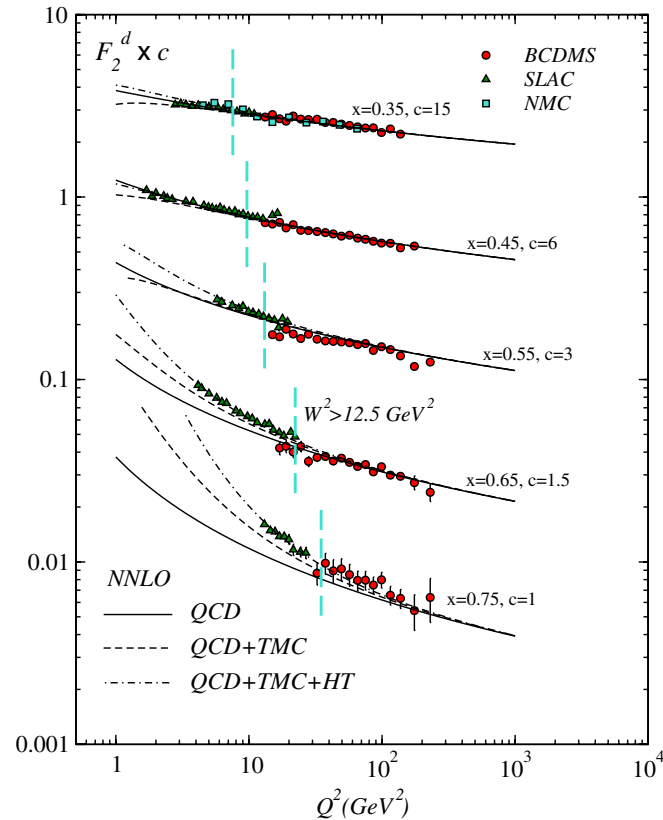 10
F₂ᵈ x c
BCDMS
SLAC
NMC
x=0.35, c=15
1
x=0.45, c=6
x=0.55, c=3
0.1
W²>12.5 GeV²
x=0.65, c=1.5
0.01
x=0.75, c=1
NNLO
QCD
QCD+TMC
QCD+TMC+HT
0.001
1 10 10² 10³ 10⁴
Q²(GeV²)